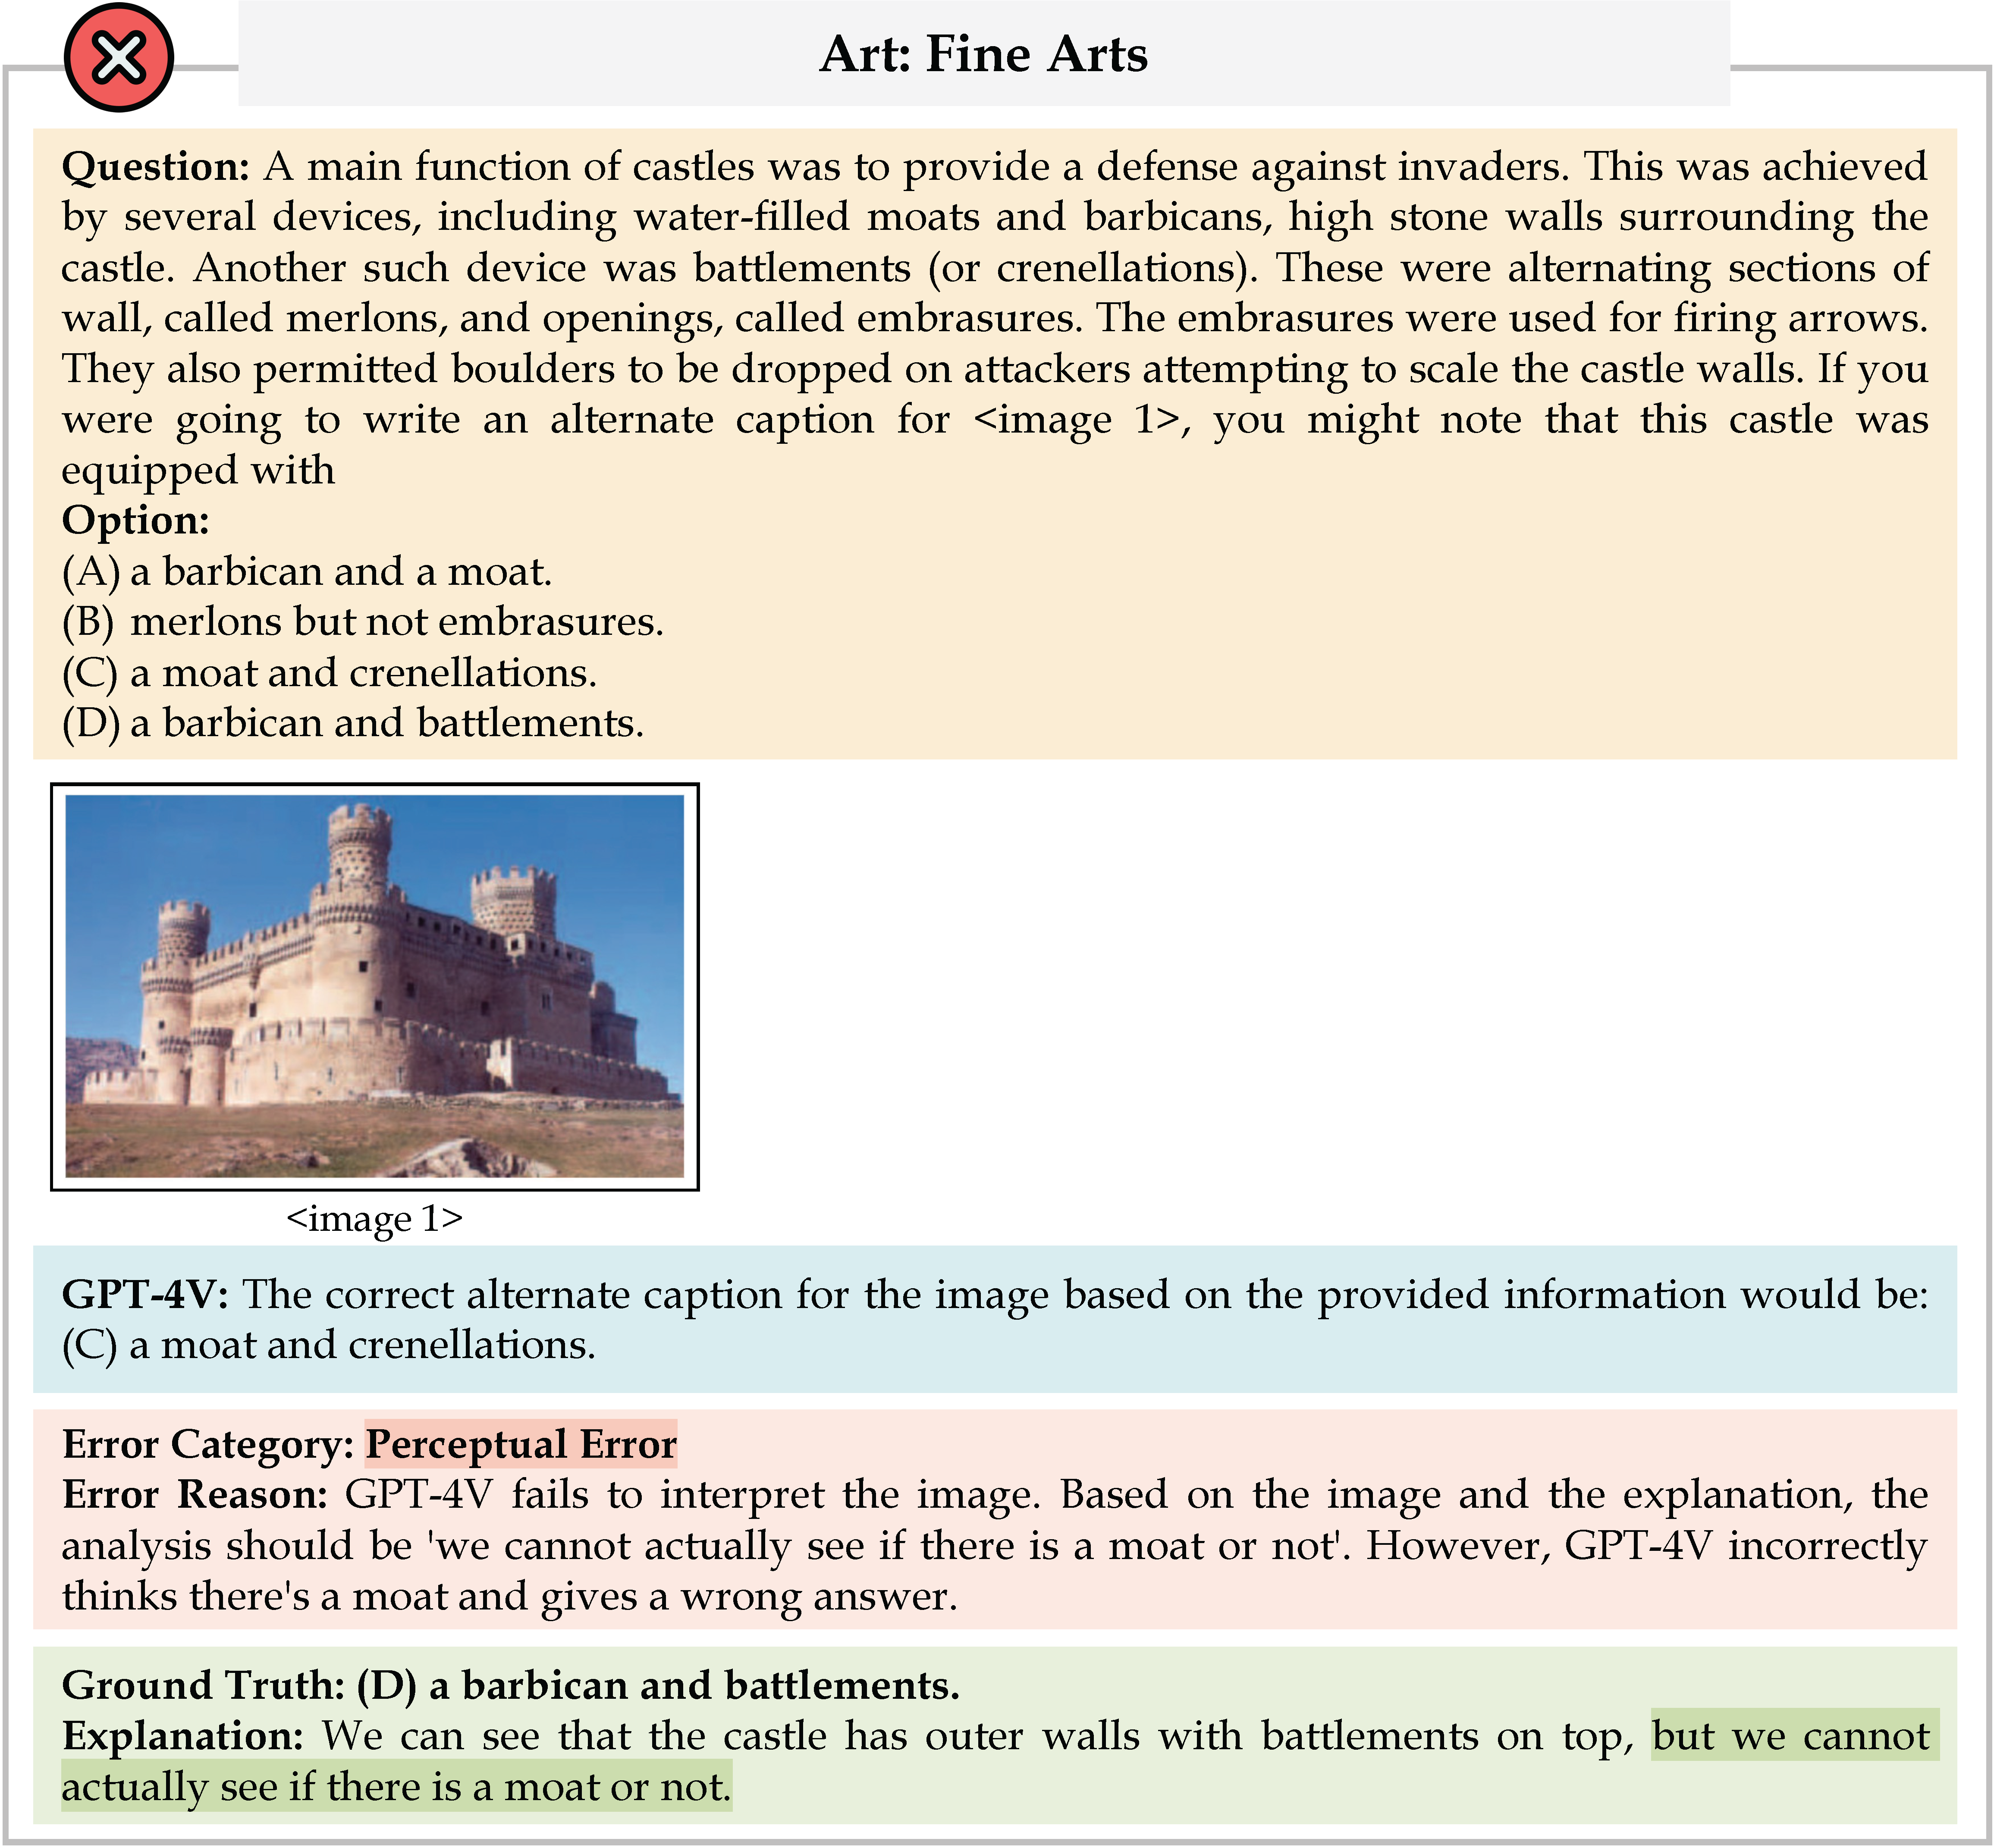 Art: Fine Arts
Question: A main function of castles was to provide a defense against invaders. This was achieved
by several devices, including water-filled moats and barbicans, high stone walls surrounding the
castle. Another such device was battlements (or crenellations). These were alternating sections of
wall, called merlons, and openings, called embrasures. The embrasures were used for firing arrows.
They also permitted boulders to be dropped on attackers attempting to scale the castle walls. If you
were going to write an alternate caption for <image 1>, you might note that this castle was
equipped with
Option:
(A) a barbican and a moat.
(B) merlons but not embrasures.
(C) a moat and crenellations.
(D) a barbican and battlements.
<image 1>
GPT-4V: The correct alternate caption for the image based on the provided information would be:
(C) a moat and crenellations.
Error Category: Perceptual Error
Error Reason: GPT-4V fails to interpret the image. Based on the image and the explanation, the
analysis should be 'we cannot actually see if there is a moat or not'. However, GPT-4V incorrectly
thinks there's a moat and gives a wrong answer.
Ground Truth: (D) a barbican and battlements.
Explanation: We can see that the castle has outer walls with battlements on top, but we cannot
actually see if there is a moat or not.